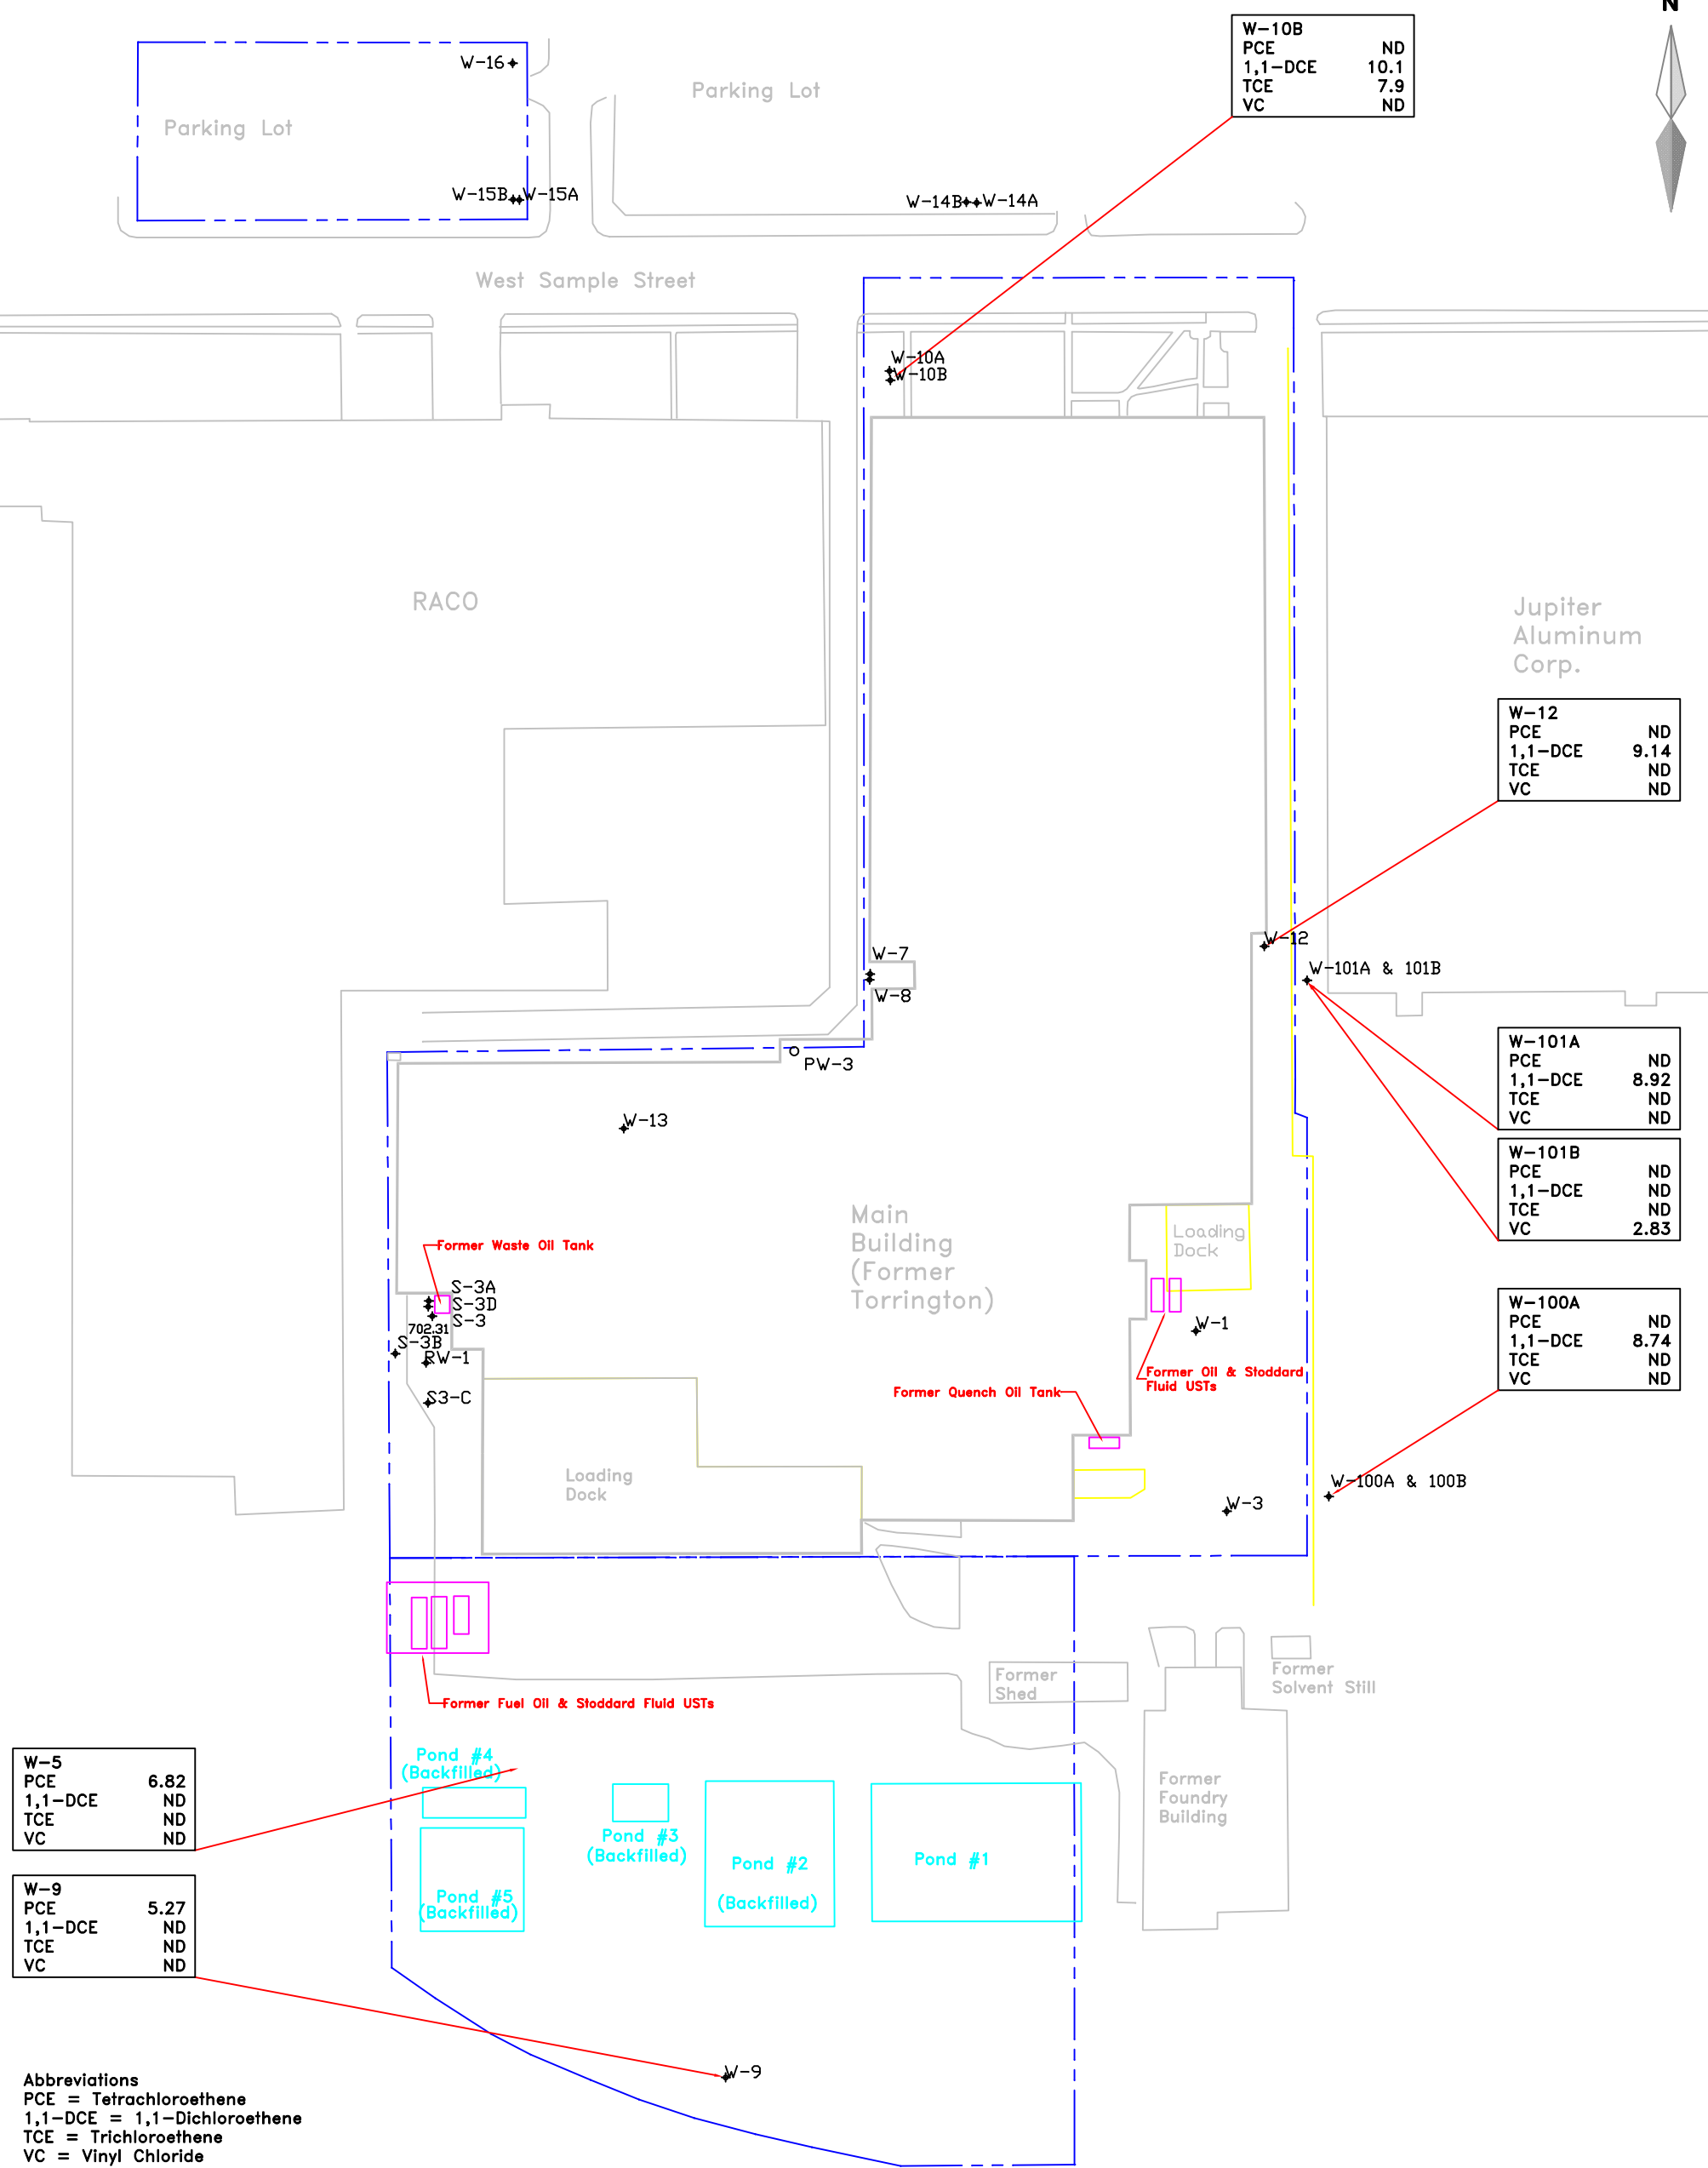 N
W-10B
PCE ND
1,1-DCE 10.1
TCE 7.9
VC ND
W-16
Parking Lot
Parking Lot
W-15B W-15A
W-14B W-14A
West Sample Street
W-10A
W-10B
RACO
Jupiter
Aluminum
Corp.
W-12
PCE ND
1,1-DCE 9.14
TCE ND
VC ND
W-12
W-7
W-8
W-101A & 101B
W-101A
PCE ND
1,1-DCE 8.92
TCE ND
VC ND
PW-3
W-13
W-101B
PCE ND
1,1-DCE ND
TCE ND
VC 2.83
Main
Building
(Former
Torrington)
Loading
Dock
Former Waste Oil Tank
S-3A
S-3D
S-3
702.31
S-3B
RW-1
S3-C
W-1
W-100A
PCE ND
1,1-DCE 8.74
TCE ND
VC ND
Former Oil & Stoddard
Fluid USTs
Former Quench Oil Tank
Loading
Dock
W-3
W-100A & 100B
Former
Shed
Former
Solvent Still
Former Fuel Oil & Stoddard Fluid USTs
W-5
PCE 6.82
1,1-DCE ND
TCE ND
VC ND
Pond #4
(Backfilled)
Pond #3
(Backfilled)
Pond #2
(Backfilled)
Pond #1
Former
Foundry
Building
Pond #5
(Backfilled)
W-9
PCE 5.27
1,1-DCE ND
TCE ND
VC ND
W-9
Abbreviations
PCE = Tetrachloroethene
1,1-DCE = 1,1-Dichloroethene
TCE = Trichloroethene
VC = Vinyl Chloride